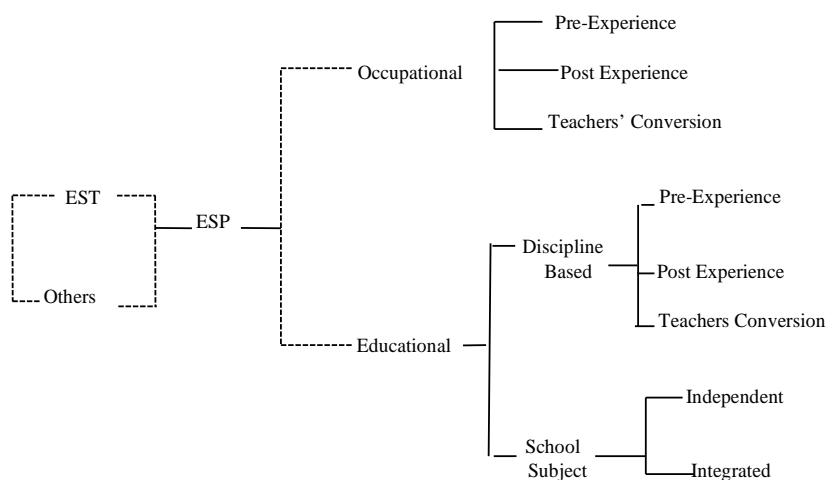 Pre-Experience
Occupational
Post Experience
Teachers’ Conversion
EST
ESP
Others
Pre-Experience
Discipline
Based
Post Experience
Teachers Conversion
Educational
Independent
School
Subject
Integrated